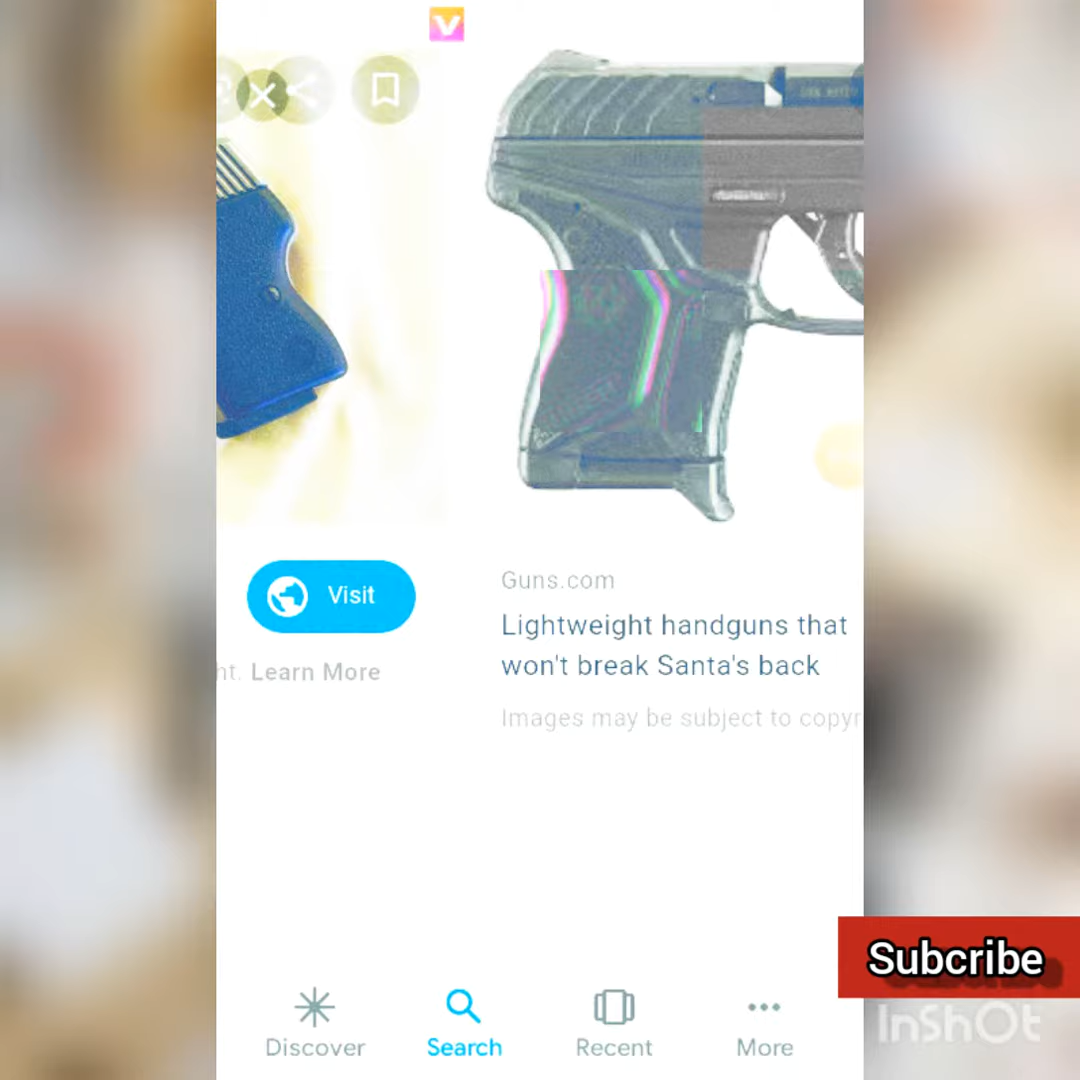 V
Visit
nt. Learn More
Guns.com
Lightweight handguns that
won't break Santa's back
Images may be subject to copyr
Subcribe
InShOt
Discover
Search
Recent
More